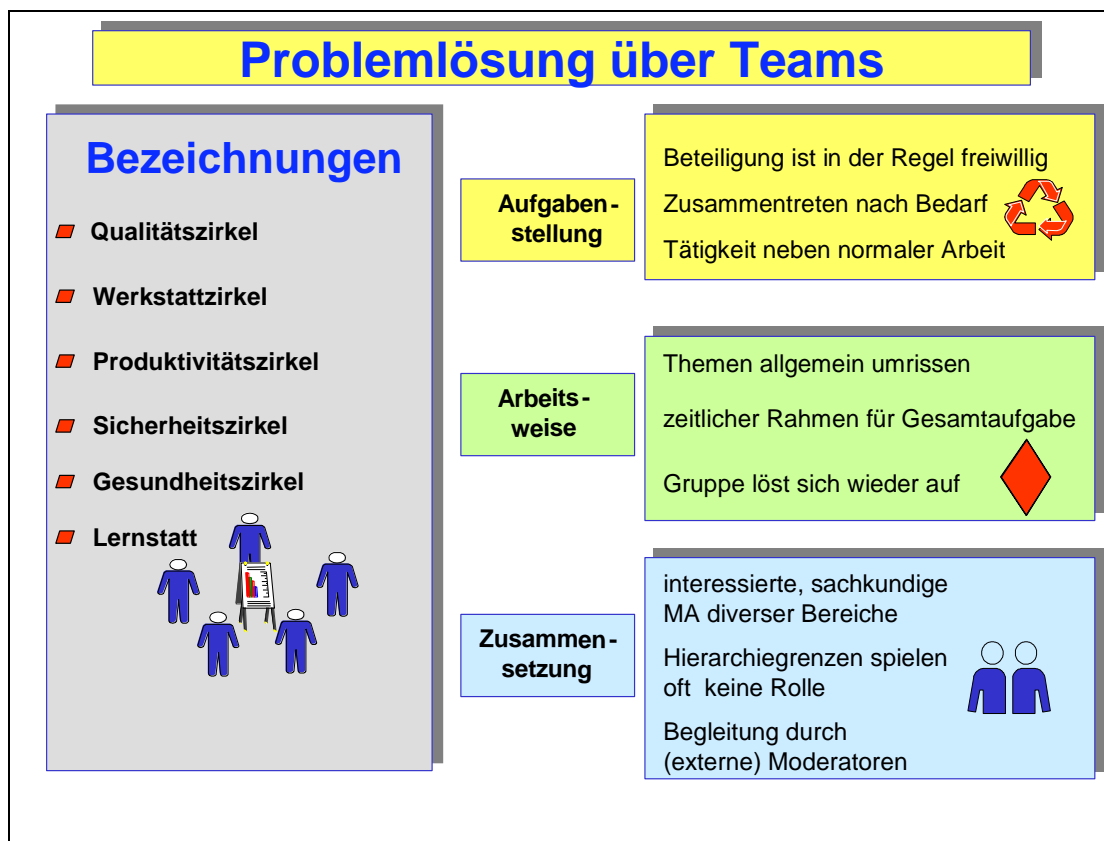 Problemlösung über Teams
Bezeichnungen
Qualitätszirkel
Werkstattzirkel
Produktivitätszirkel
Sicherheitszirkel
Gesundheitszirkel
Lernstatt
Aufgaben-
stellung
Beteiligung ist in der Regel freiwillig
Zusammentreten nach Bedarf
Tätigkeit neben normaler Arbeit
Arbeits-
weise
Themen allgemein umrissen
zeitlicher Rahmen für Gesamtaufgabe
Gruppe löst sich wieder auf
Zusammen-
setzung
interessierte, sachkundige
MA diverser Bereiche
Hierarchiegrenzen spielen
oft keine Rolle
Begleitung durch
(externe) Moderatoren